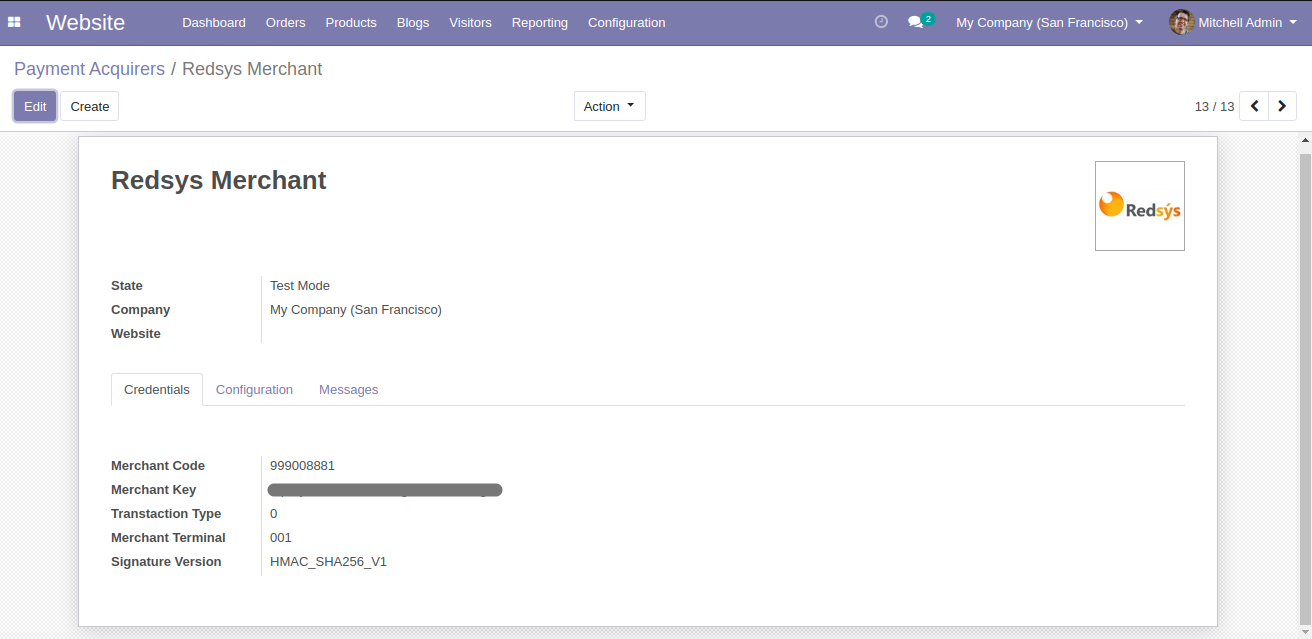 Website Dashboard Orders Products Blogs Visitors Reporting Configuration 2 My Company (San Francisco) Mitchell Admin
Payment Acquirers / Redsys Merchant
Edit Create Action 13 / 13
Redsys Merchant
Redsýs
State Test Mode
Company My Company (San Francisco)
Website
Credentials Configuration Messages
Merchant Code 999008881
Merchant Key
Transtaction Type 0
Merchant Terminal 001
Signature Version HMAC_SHA256_V1